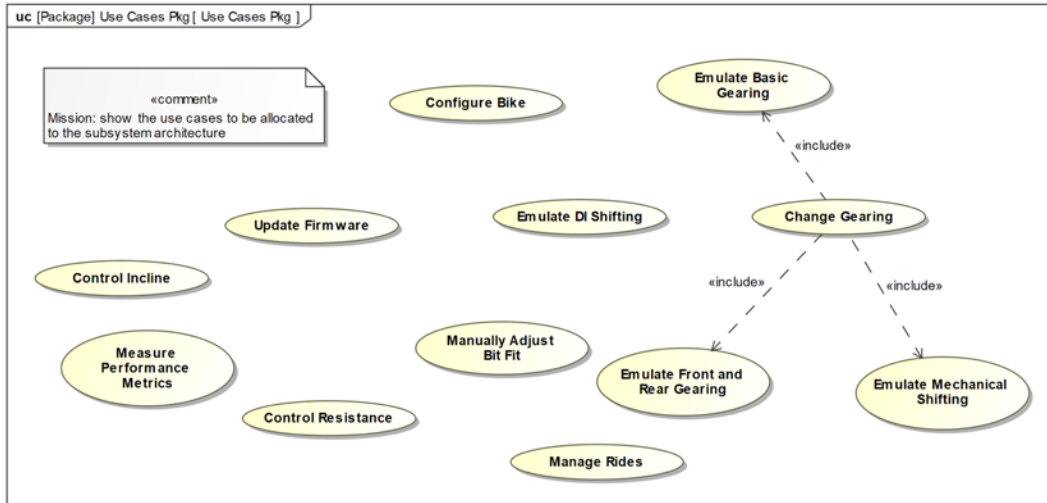 uc [Package] Use Cases Pkg [ Use Cases Pkg ]
«comment»
Mission: show the use cases to be allocated
to the subsystem architecture
Configure Bike
Emulate Basic
Gearing
«include»
Update Firmware
Emulate DI Shifting
Change Gearing
Control Incline
«include»
«include»
Measure
Performance
Metrics
Manually Adjust
Bit Fit
Emulate Front and
Rear Gearing
Emulate Mechanical
Shifting
Control Resistance
Manage Rides